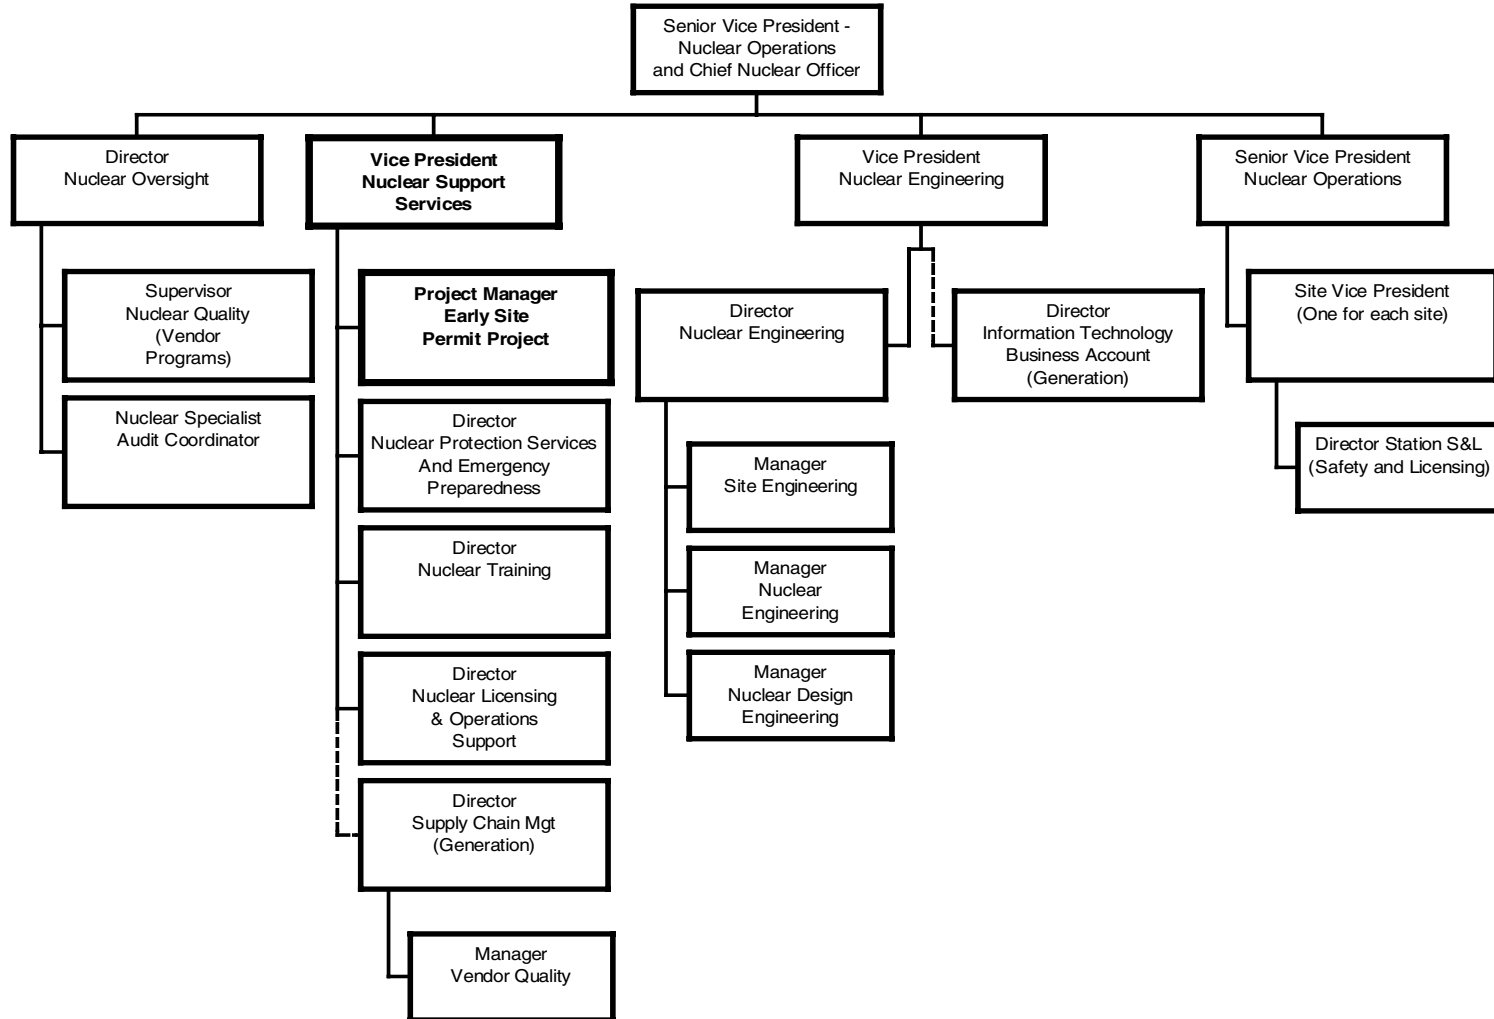 Senior Vice President -
Nuclear Operations
and Chief Nuclear Officer
Director
Nuclear Oversight
Vice President
Nuclear Support
Services
Vice President
Nuclear Engineering
Senior Vice President
Nuclear Operations
Supervisor
Nuclear Quality
(Vendor
Programs)
Nuclear Specialist
Audit Coordinator
Project Manager
Early Site
Permit Project
Director
Nuclear Protection Services
And Emergency
Preparedness
Director
Nuclear Training
Director
Nuclear Licensing
& Operations
Support
Director
Supply Chain Mgt
(Generation)
Manager
Vendor Quality
Director
Nuclear Engineering
Manager
Site Engineering
Manager
Nuclear
Engineering
Manager
Nuclear Design
Engineering
Director
Information Technology
Business Account
(Generation)
Site Vice President
(One for each site)
Director Station S&L
(Safety and Licensing)